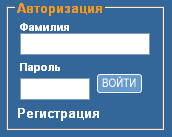 Авторизация
Фамилия
Пароль
ВОЙТИ
Регистрация